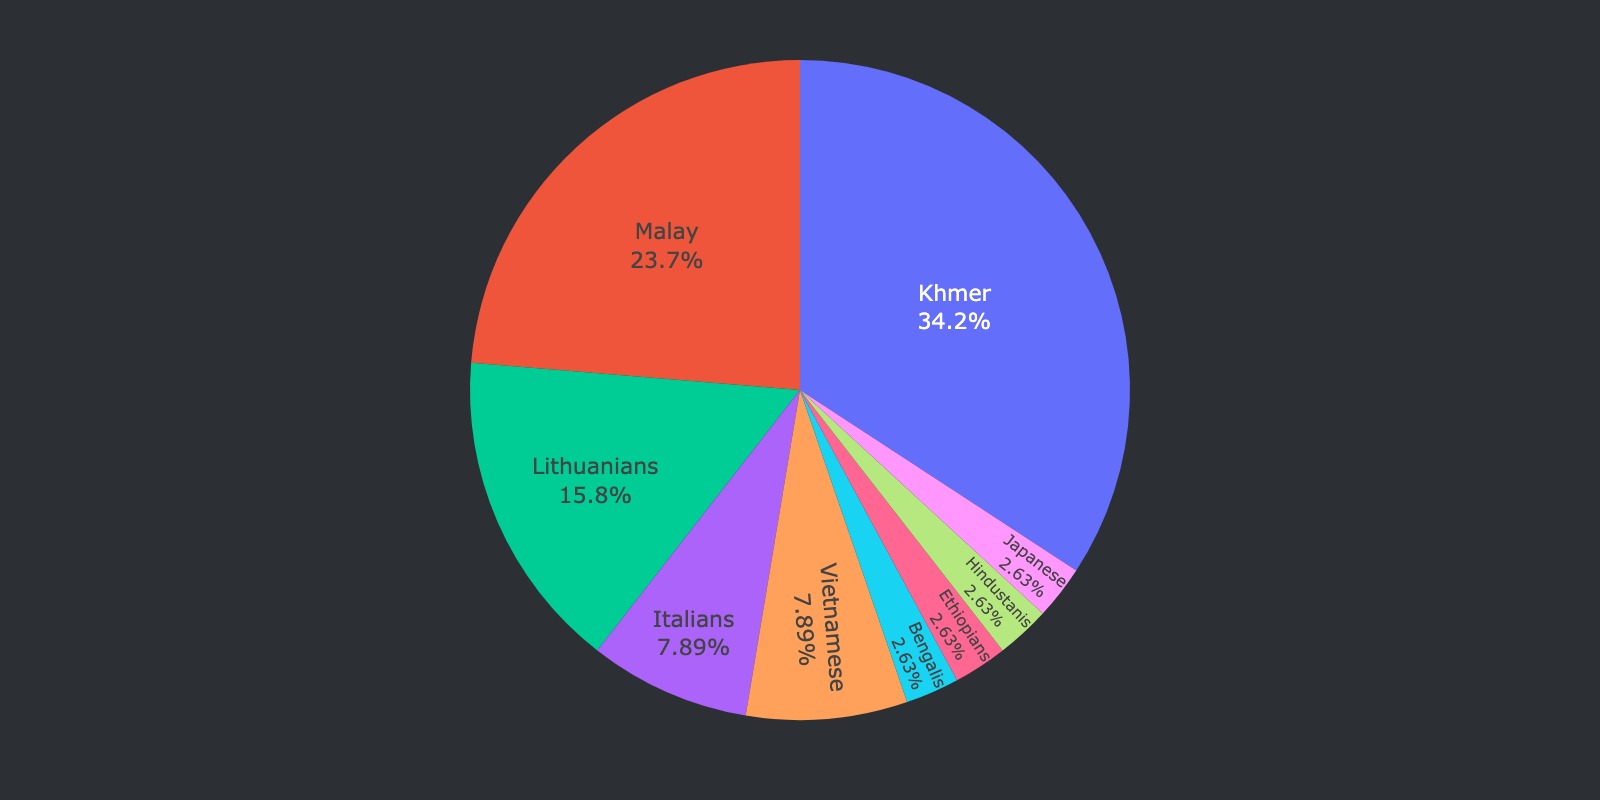 Khmer
34.2%
Malay
23.7%
Lithuanians
15.8%
Italians
7.89%
Vietnamese
7.89%
Bengalis
2.63%
Ethiopians
2.63%
Hindustanis
2.63%
Japanese
2.63%